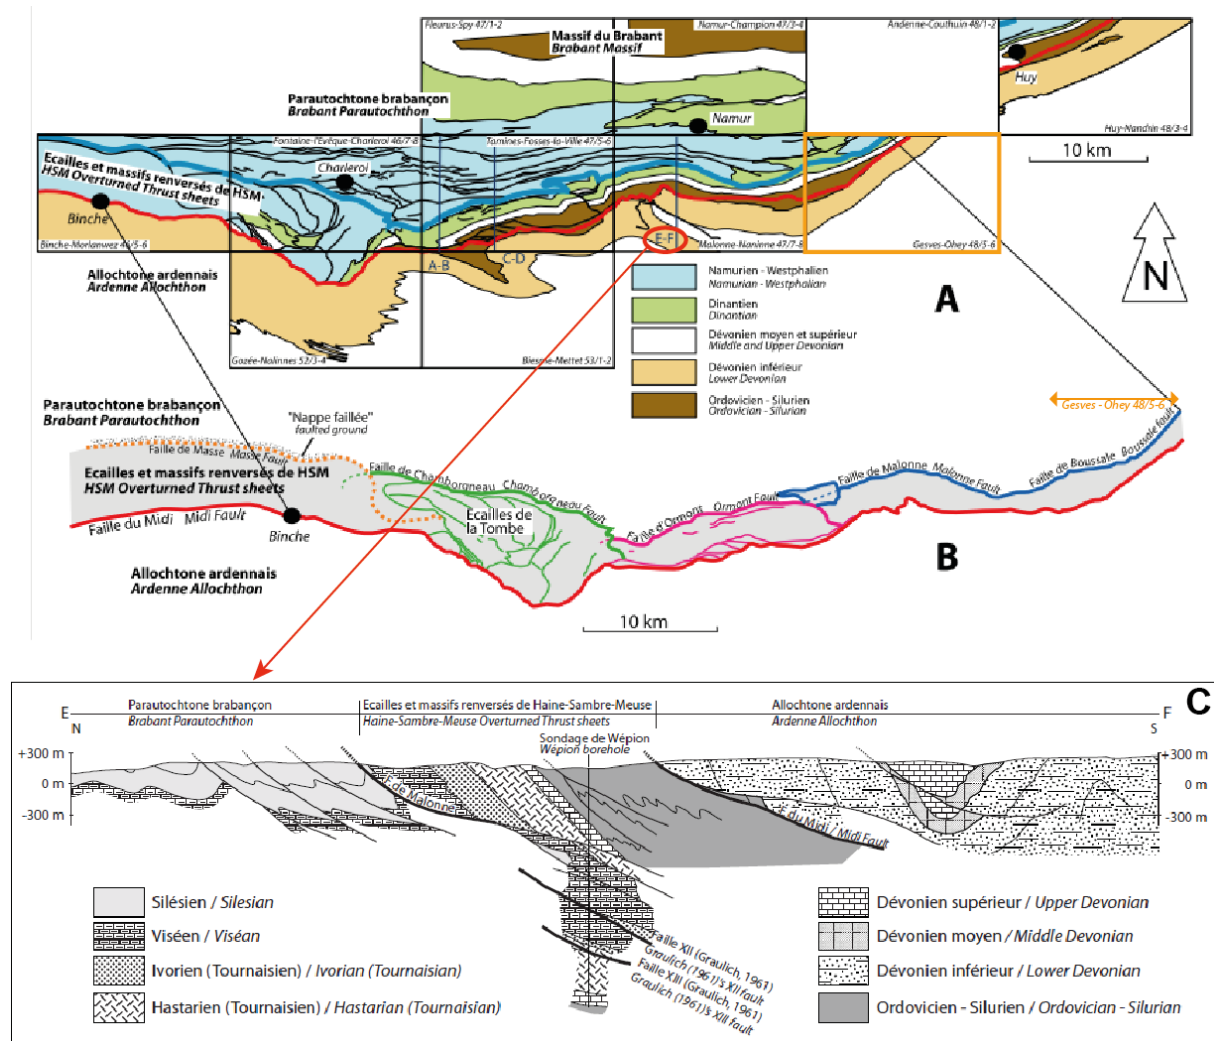 Fleurus-Spy 47/1-2
Namur-Champion 47/3-4
Andenne-Couthuin 48/1-2
Massif du Brabant
Brabant Massif
Huy
Parautochtone brabançon
Brabant Parautochthon
Namur
Huy-Nandrin 48/3-4
Fontaine-l'Evêque-Charleroi 46/7-8
Tamines-Fosses-la-Ville 47/5-6
10 km
Ecailles et massifs renversés de HSM
HSM Overturned Thrust sheets
Charleroi
Binche
Binche-Morlanwez 46/5-6
E-F
Malonne-Naninne 47/7-8
Gesves-Ohey 48/5-6
A-B
C-D
Allochtone ardennais
Ardenne Allochthon
N
A
Namurien - Westphalien
Namurian - Westphalian
Dinantien
Dinantian
Dévonien moyen et supérieur
Middle and Upper Devonian
Gozée-Nalinnes 52/3-4
Biesme-Mettet 53/1-2
Dévonien inférieur
Lower Devonian
Ordovicien - Silurien
Ordovician - Silurian
Parautochtone brabançon
Brabant Parautochthon
"Nappe faillée"
faulted ground
Gesves - Ohey 48/5-6
Faille de Masse Masse Fault
Ecailles et massifs renversés de HSM
HSM Overturned Thrust sheets
Faille de Chamborgneau Chamborgneau Fault
Faille de Malonne Malonne Fault
Faille de Boussale Boussale fault
Faille du Midi Midi Fault
Binche
Ecailles de
la Tombe
Faille d'Ormont Ormont Fault
B
Allochtone ardennais
Ardenne Allochthon
10 km
C
Parautochtone brabançon
Brabant Parautochthon
Ecailles et massifs renversés de Haine-Sambre-Meuse
Haine-Sambre-Meuse Overturned Thrust sheets
Allochtone ardennais
Ardenne Allochthon
E
F
N
S
Sondage de Wépion
Wépion borehole
+300 m
0 m
-300 m
+300 m
0 m
-300 m
F. de Malonne
F. du Midi / Midi Fault
Faille XII (Graulich, 1961)
Graulich (1961)'s XII fault
Faille XIII (Graulich, 1961)
Graulich (1961)'s XIII fault
Silésien / Silesian
Viséen / Viséan
Ivorien (Tournaisien) / Ivorian (Tournaisian)
Hastarien (Tournaisien) / Hastarian (Tournaisian)
Dévonien supérieur / Upper Devonian
Dévonien moyen / Middle Devonian
Dévonien inférieur / Lower Devonian
Ordovicien - Silurien / Ordovician - Silurian